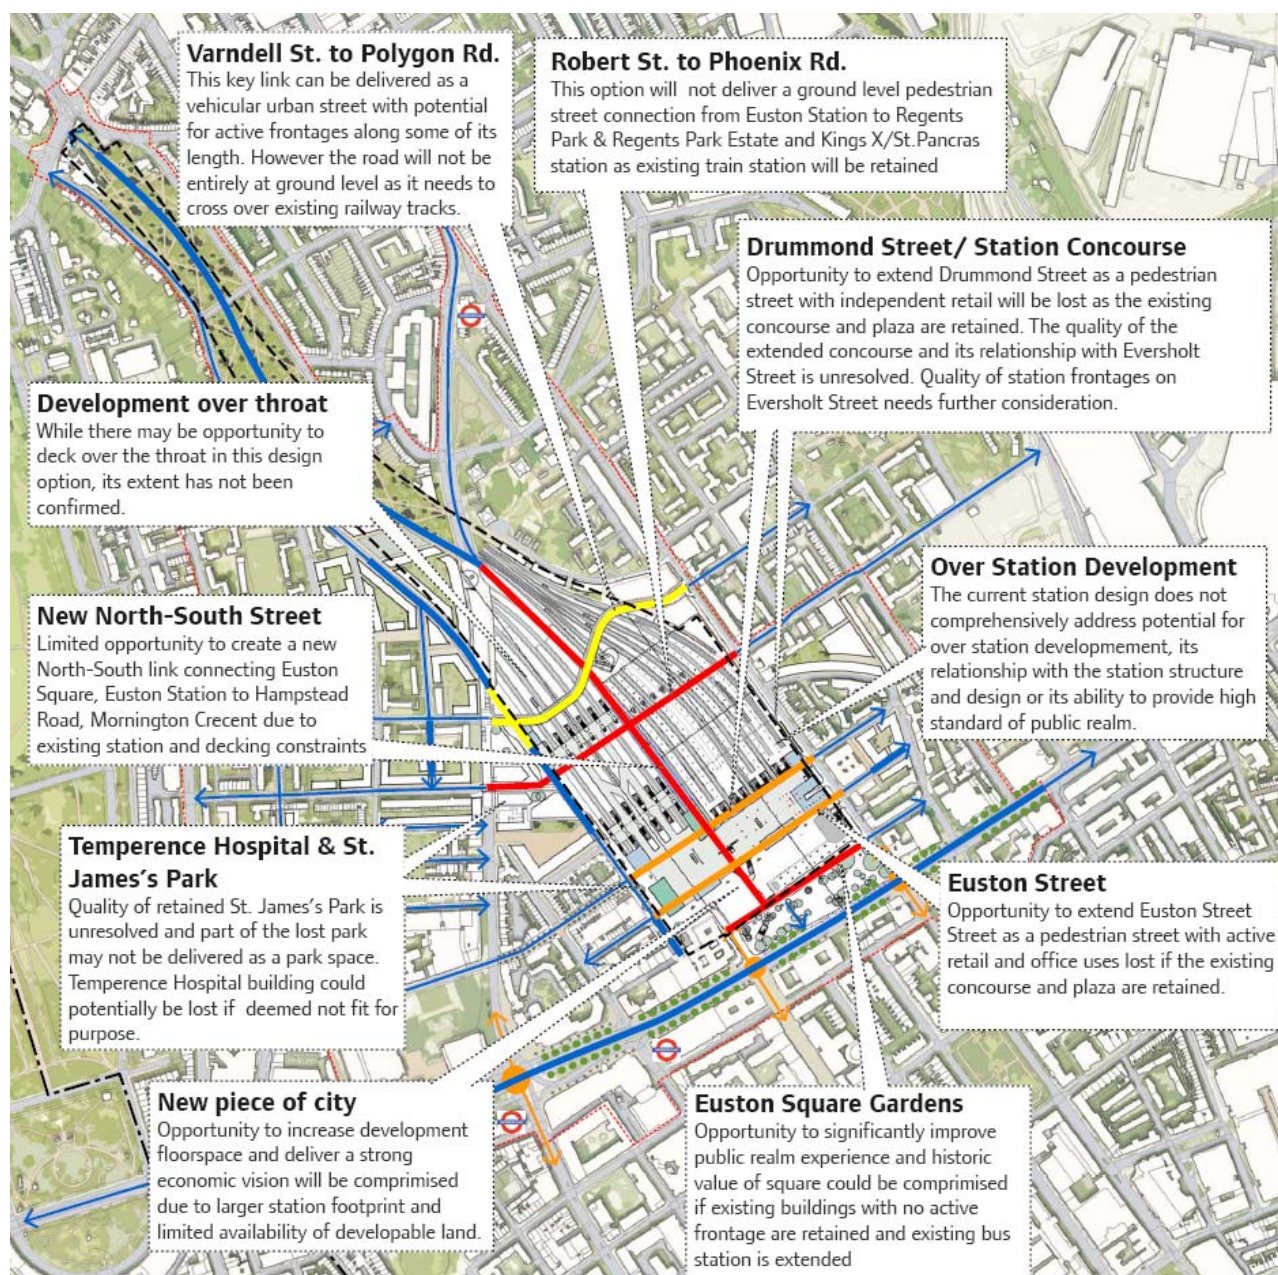 Varndell St. to Polygon Rd.
This key link can be delivered as a
vehicular urban street with potential
for active frontages along some of its
length. However the road will not be
entirely at ground level as it needs to
cross over existing railway tracks.
Robert St. to Phoenix Rd.
This option will  not deliver a ground level pedestrian
street connection from Euston Station to Regents
Park & Regents Park Estate and Kings X/St.Pancras
station as existing train station will be retained
Drummond Street/ Station Concourse
Opportunity to extend Drummond Street as a pedestrian
street with independent retail will be lost as the existing
concourse and plaza are retained. The quality of the
extended concourse and its relationship with Eversholt
Street is unresolved. Quality of station frontages on
Eversholt Street needs further consideration.
Development over throat
While there may be opportunity to
deck over the throat in this design
option, its extent has not been
confirmed.
Over Station Development
The current station design does not
comprehensively address potential for
over station developmement, its
relationship with the station structure
and design or its ability to provide high
standard of public realm.
New North-South Street
Limited opportunity to create a new
North-South link connecting Euston
Square, Euston Station to Hampstead
Road, Mornington Crecent due to
existing station and decking constraints
Temperence Hospital & St.
James's Park
Quality of retained St. James's Park is
unresolved and part of the lost park
may not be delivered as a park space.
Temperence Hospital building could
potentially be lost if  deemed not fit for
purpose.
Euston Street
Opportunity to extend Euston Street
Street as a pedestrian street with active
retail and office uses lost if the existing
concourse and plaza are retained.
New piece of city
Opportunity to increase development
floorspace and deliver a strong
economic vision will be comprimised
due to larger station footprint and
limited availability of developable land.
Euston Square Gardens
Opportunity to significantly improve
public realm experience and historic
value of square could be comprimised
if existing buildings with no active
frontage are retained and existing bus
station is extended